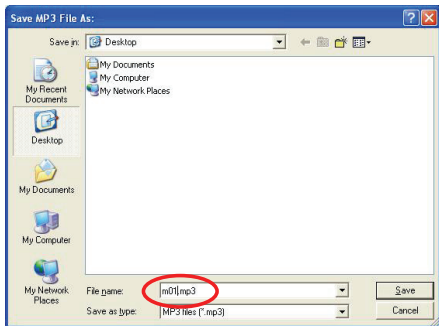 Save MP3 File As:
Save in: Desktop
My Documents
My Computer
My Network Places
My Recent
Documents
Desktop
My Documents
My Computer
My Network
Places
File name: m01.mp3 Save
Save as type: MP3 files (*.mp3) Cancel